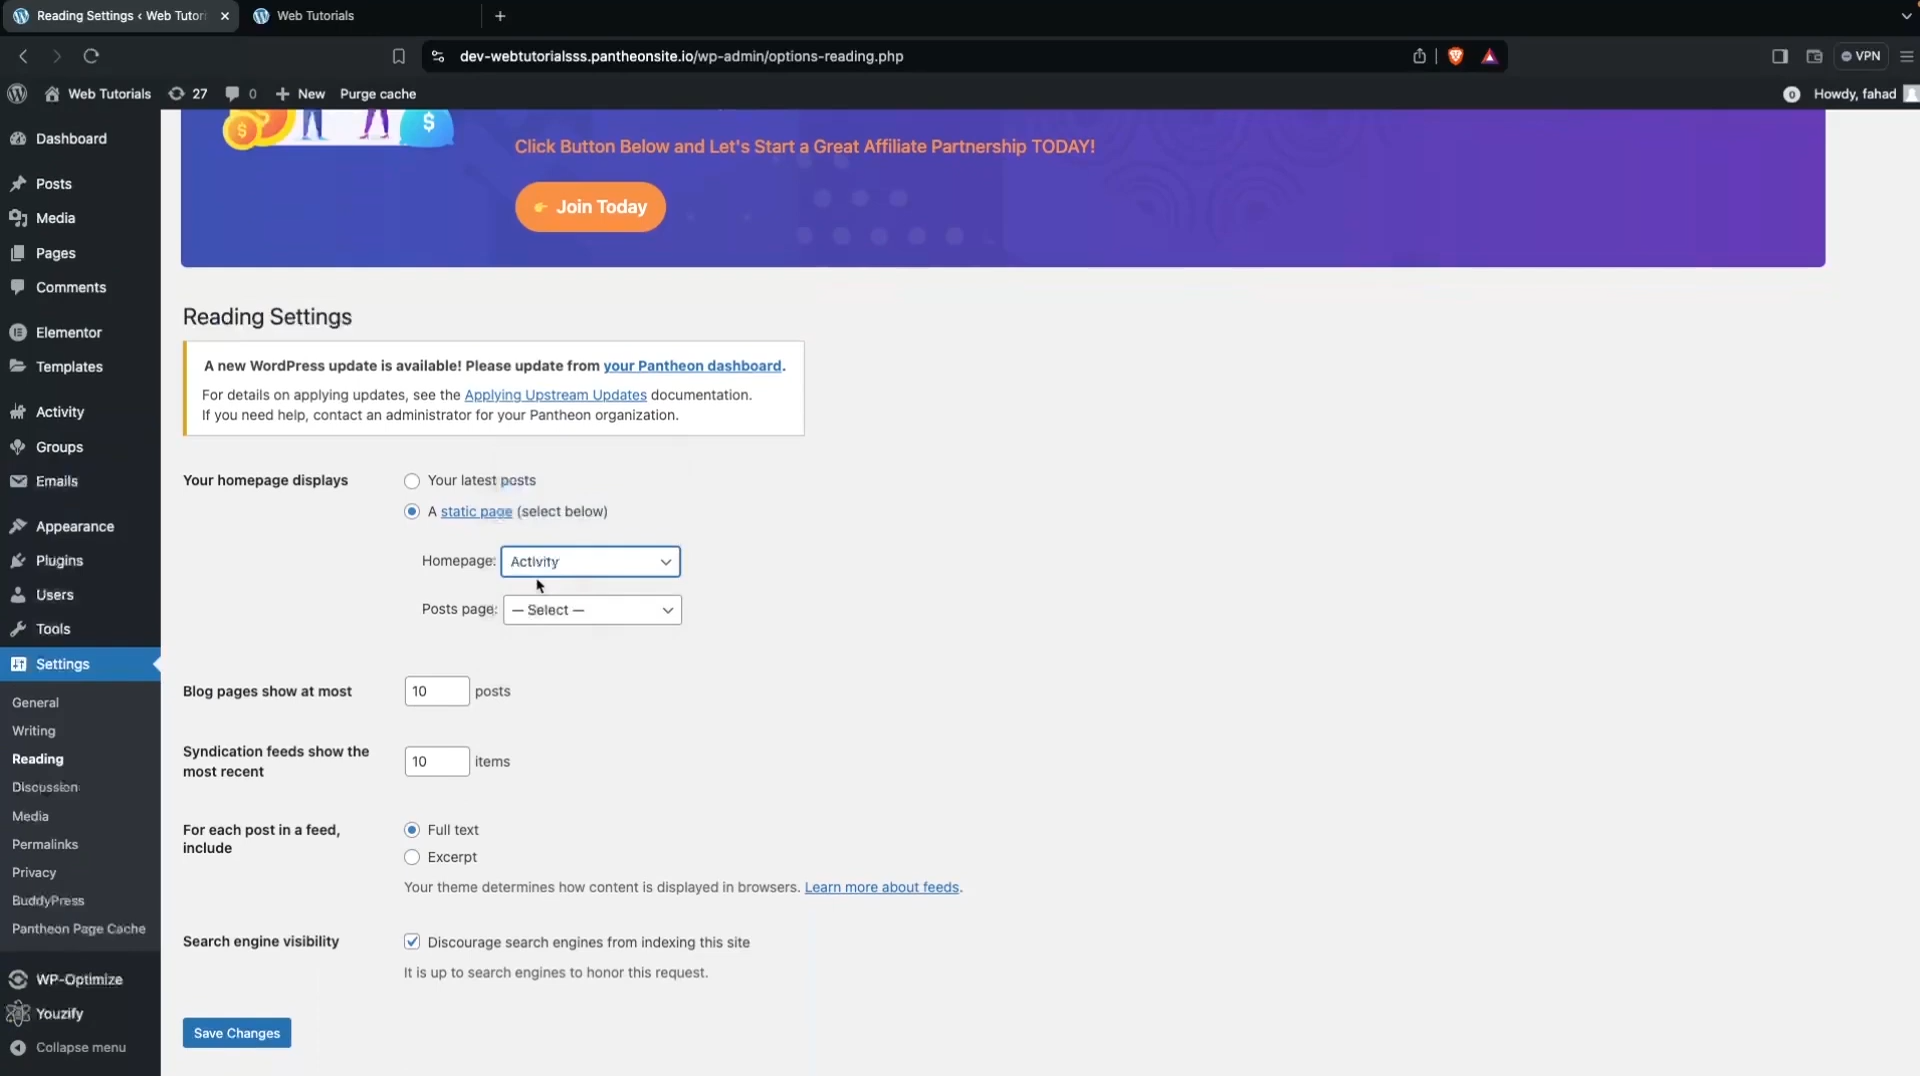 Reading Settings < Web Tutori
Web Tutorials
dev-webtutorialsss.pantheonsite.io/wp-admin/options-reading.php
VPN
Web Tutorials
27
0
New
Purge cache
0
Howdy, fahad
Dashboard
Posts
Media
Pages
Comments
Elementor
Templates
Activity
Groups
Emails
Appearance
Plugins
Users
Tools
Settings
General
Writing
Reading
Discussion
Media
Permalinks
Privacy
BuddyPress
Pantheon Page Cache
WP-Optimize
Youzify
Collapse menu
Click Button Below and Let's Start a Great Affiliate Partnership TODAY!
Join Today
Reading Settings
A new WordPress update is available! Please update from your Pantheon dashboard.
For details on applying updates, see the Applying Upstream Updates documentation.
If you need help, contact an administrator for your Pantheon organization.
Your homepage displays
Your latest posts
A static page (select below)
Homepage: Activity
Posts page: — Select —
Blog pages show at most 10 posts
Syndication feeds show the
most recent
10 items
For each post in a feed,
include
Full text
Excerpt
Your theme determines how content is displayed in browsers. Learn more about feeds.
Search engine visibility
Discourage search engines from indexing this site
It is up to search engines to honor this request.
Save Changes